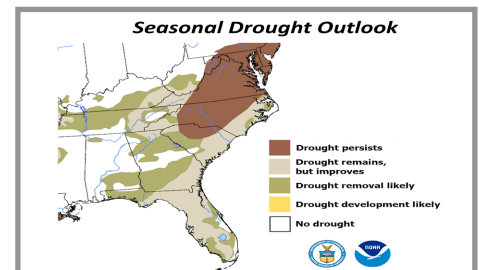 Seasonal Drought Outlook
Drought persists
Drought remains,
but improves
Drought removal likely
Drought development likely
No drought
NOAA